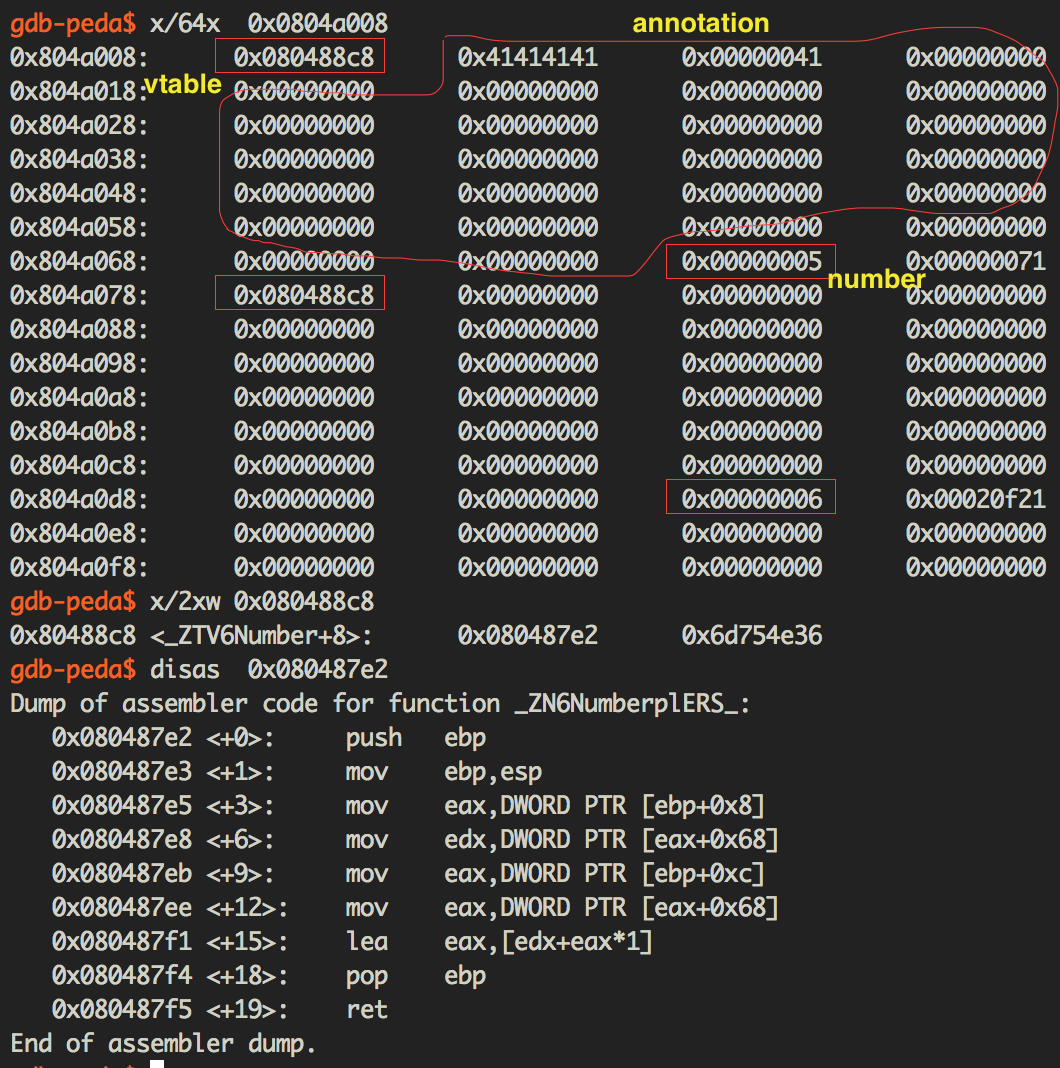 gdb-peda$ x/64x  0x0804a008
annotation
0x804a008:	0x080488c8	0x41414141	0x00000041	0x00000000
vtable
0x804a018:	0x00000000	0x00000000	0x00000000	0x00000000
0x804a028:	0x00000000	0x00000000	0x00000000	0x00000000
0x804a038:	0x00000000	0x00000000	0x00000000	0x00000000
0x804a048:	0x00000000	0x00000000	0x00000000	0x00000000
0x804a058:	0x00000000	0x00000000	0x00000000	0x00000000
0x804a068:	0x00000000	0x00000000	0x00000005	0x00000071
number
0x804a078:	0x080488c8	0x00000000	0x00000000	0x00000000
0x804a088:	0x00000000	0x00000000	0x00000000	0x00000000
0x804a098:	0x00000000	0x00000000	0x00000000	0x00000000
0x804a0a8:	0x00000000	0x00000000	0x00000000	0x00000000
0x804a0b8:	0x00000000	0x00000000	0x00000000	0x00000000
0x804a0c8:	0x00000000	0x00000000	0x00000000	0x00000000
0x804a0d8:	0x00000000	0x00000000	0x00000006	0x00020f21
0x804a0e8:	0x00000000	0x00000000	0x00000000	0x00000000
0x804a0f8:	0x00000000	0x00000000	0x00000000	0x00000000
gdb-peda$ x/2xw 0x080488c8
0x80488c8 <_ZTV6Number+8>:	0x080487e2	0x6d754e36
gdb-peda$ disas  0x080487e2
Dump of assembler code for function _ZN6NumberplERS_:
   0x080487e2 <+0>:	push   ebp
   0x080487e3 <+1>:	mov    ebp,esp
   0x080487e5 <+3>:	mov    eax,DWORD PTR [ebp+0x8]
   0x080487e8 <+6>:	mov    edx,DWORD PTR [eax+0x68]
   0x080487eb <+9>:	mov    eax,DWORD PTR [ebp+0xc]
   0x080487ee <+12>:	mov    eax,DWORD PTR [eax+0x68]
   0x080487f1 <+15>:	lea    eax,[edx+eax*1]
   0x080487f4 <+18>:	pop    ebp
   0x080487f5 <+19>:	ret
End of assembler dump.